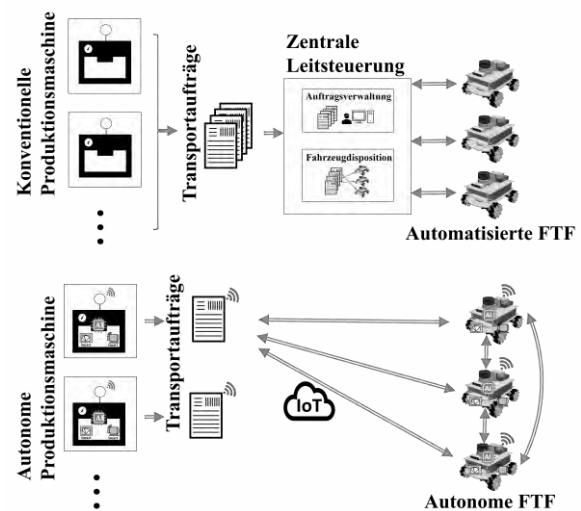 Konventionelle
Produktionsmaschine
Transportaufträge
Zentrale
Leitsteuerung
Auftragsverwaltung
Fahrzeugdisposition
Automatisierte FTF
Autonome
Produktionsmaschine
Transportaufträge
IoT
Autonome FTF